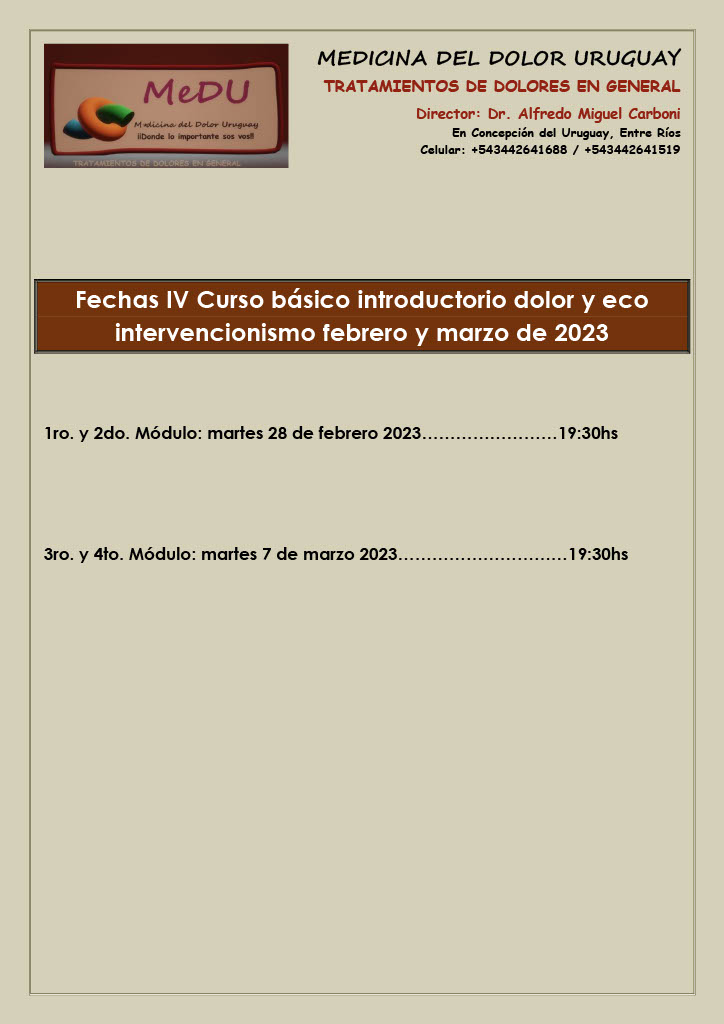 MeDU
Medicina del Dolor Uruguay
¡¡Donde lo importante sos vos!!
TRATAMIENTOS DE DOLORES EN GENERAL
MEDICINA DEL DOLOR URUGUAY
TRATAMIENTOS DE DOLORES EN GENERAL
Director: Dr. Alfredo Miguel Carboni
En Concepción del Uruguay, Entre Ríos
Celular: +543442641688 / +543442641519
Fechas IV Curso básico introductorio dolor y eco
intervencionismo febrero y marzo de 2023
1ro. y 2do. Módulo: martes 28 de febrero 2023……………………19:30hs
3ro. y 4to. Módulo: martes 7 de marzo 2023…………………………19:30hs